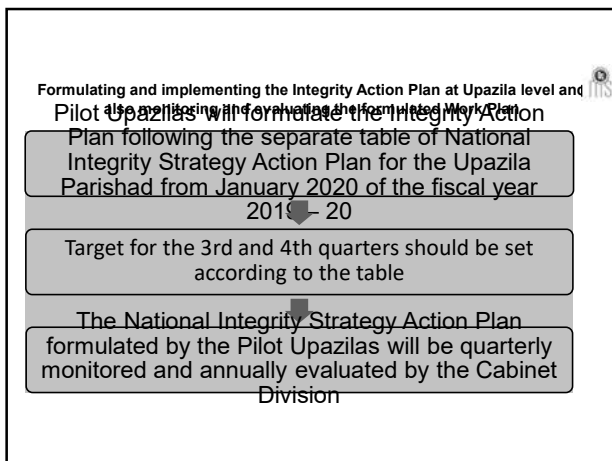 Formulating and implementing the Integrity Action Plan at Upazila level and
also monitoring and evaluating the formulated Work Plan
Pilot Upazilas will formulate the Integrity Action
Plan following the separate table of National
Integrity Strategy Action Plan for the Upazila
Parishad from January 2020 of the fiscal year
2019 – 20
Target for the 3rd and 4th quarters should be set
according to the table
The National Integrity Strategy Action Plan
formulated by the Pilot Upazilas will be quarterly
monitored and annually evaluated by the Cabinet
Division